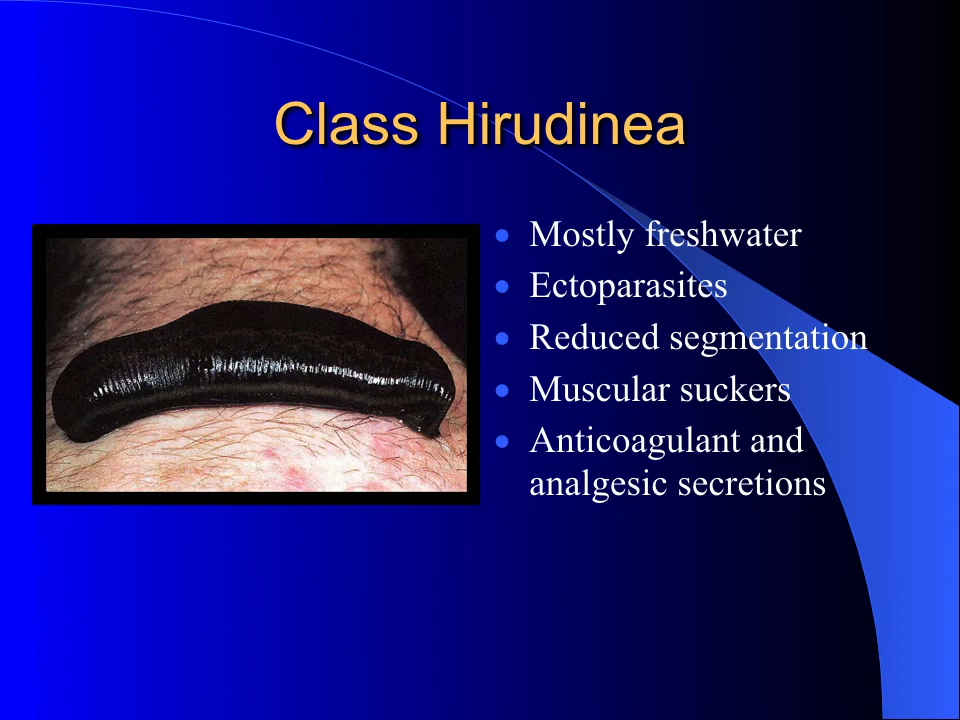 Class Hirudinea
• Mostly freshwater
• Ectoparasites
• Reduced segmentation
• Muscular suckers
• Anticoagulant and
analgesic secretions